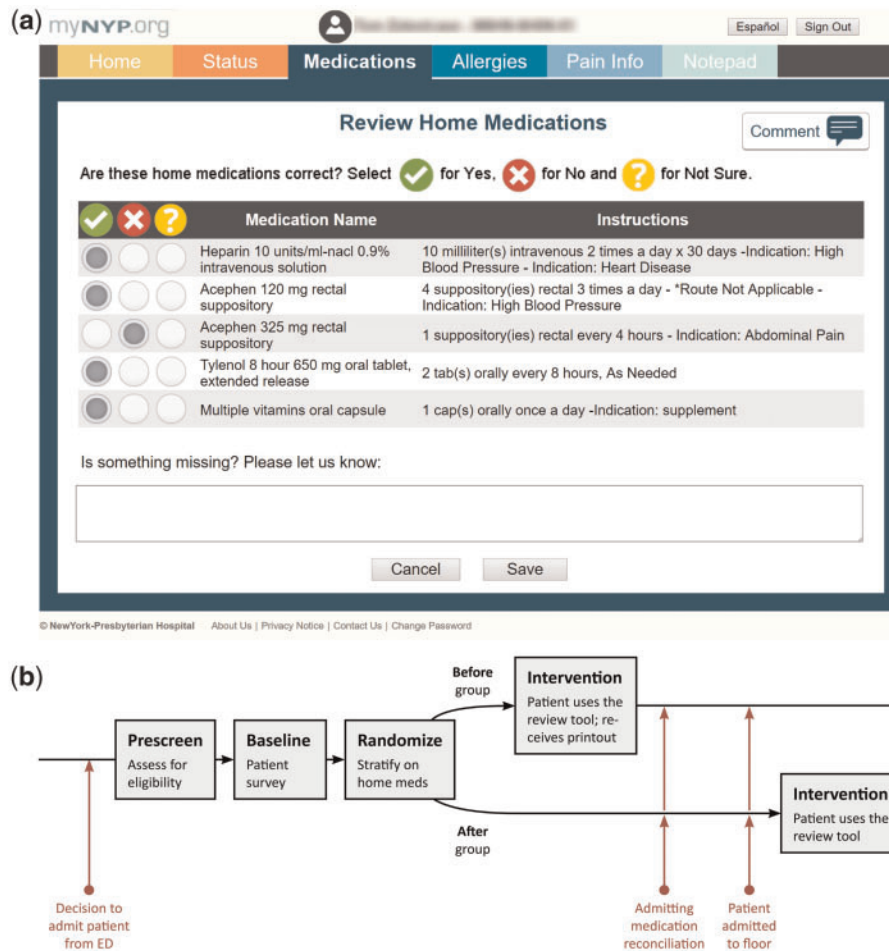 (a)
myNYP.org
Español
Sign Out
Home
Status
Medications
Allergies
Pain Info
Notepad
Review Home Medications
Comment
Are these home medications correct? Select for Yes, for No and ? for Not Sure.
? Medication Name Instructions
Heparin 10 units/ml-nacl 0.9%
intravenous solution
10 milliliter(s) intravenous 2 times a day x 30 days -Indication: High
Blood Pressure - Indication: Heart Disease
Acephen 120 mg rectal
suppository
4 suppository(ies) rectal 3 times a day - *Route Not Applicable -
Indication: High Blood Pressure
Acephen 325 mg rectal
suppository
1 suppository(ies) rectal every 4 hours - Indication: Abdominal Pain
Tylenol 8 hour 650 mg oral tablet,
extended release
2 tab(s) orally every 8 hours, As Needed
Multiple vitamins oral capsule
1 cap(s) orally once a day -Indication: supplement
Is something missing? Please let us know:
Cancel
Save
© NewYork-Presbyterian Hospital About Us | Privacy Notice | Contact Us | Change Password
(b)
Before
group
Intervention
Patient uses the
review tool; re-
ceives printout
Prescreen
Assess for
eligibility
Baseline
Patient
survey
Randomize
Stratify on
home meds
After
group
Intervention
Patient uses the
review tool
Decision to
admit patient
from ED
Admitting
medication
reconciliation
Patient
admitted
to floor